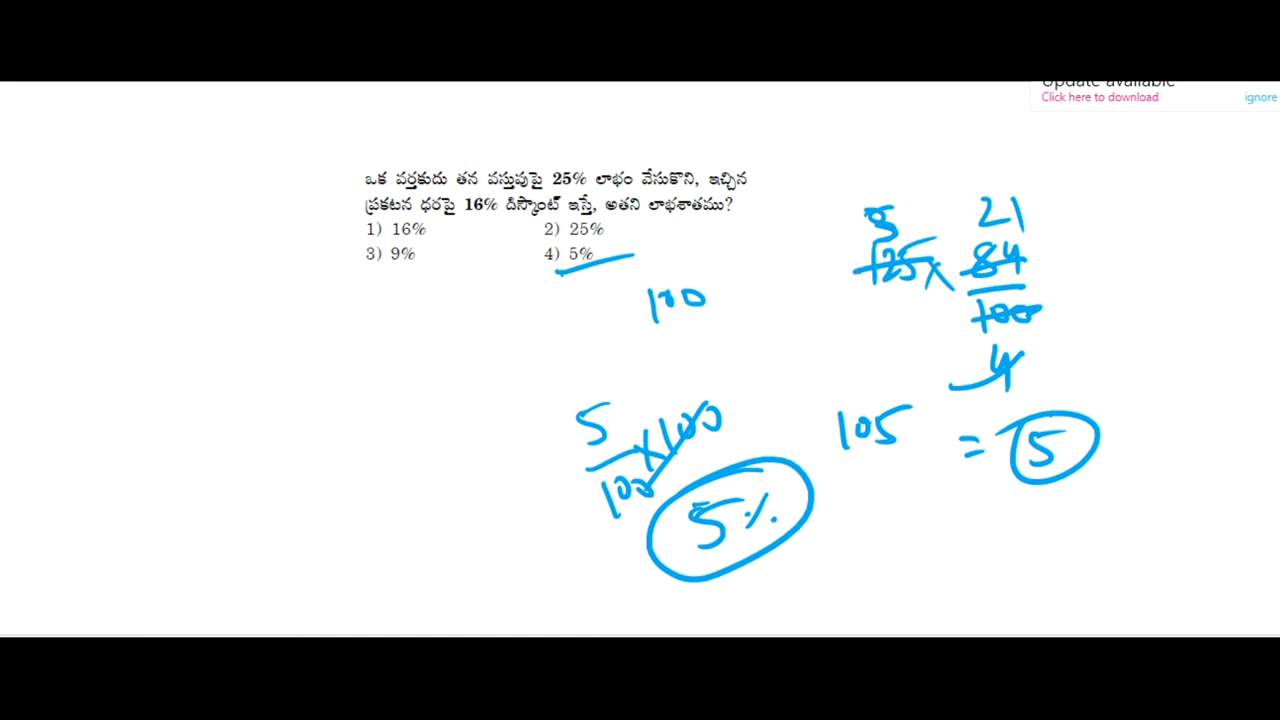 Update available
Click here to download ignore
ఒక వర్తకుదు తన వస్తువుపై 25% లాభం వేసుకొని, ఇచ్చిన
ప్రకటన ధరపై 16% దిస్కౌంట్ ఇస్తే, అతని లాభశాతము?
1) 16% 2) 25%
3) 9% 4) 5%
5 21
125 x 84
100
4
100
5 x 100
100
105 = 5
5%